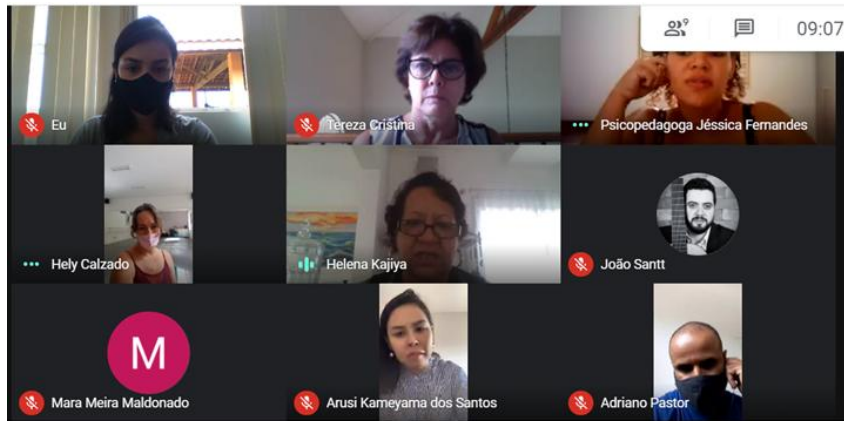 9
09:07
Eu
Tereza Cristina
Psicopedagoga Jéssica Fernandes
Hely Calzado
Helena Kajiya
João Santt
M
Mara Meira Maldonado
Arusi Kameyama dos Santos
Adriano Pastor